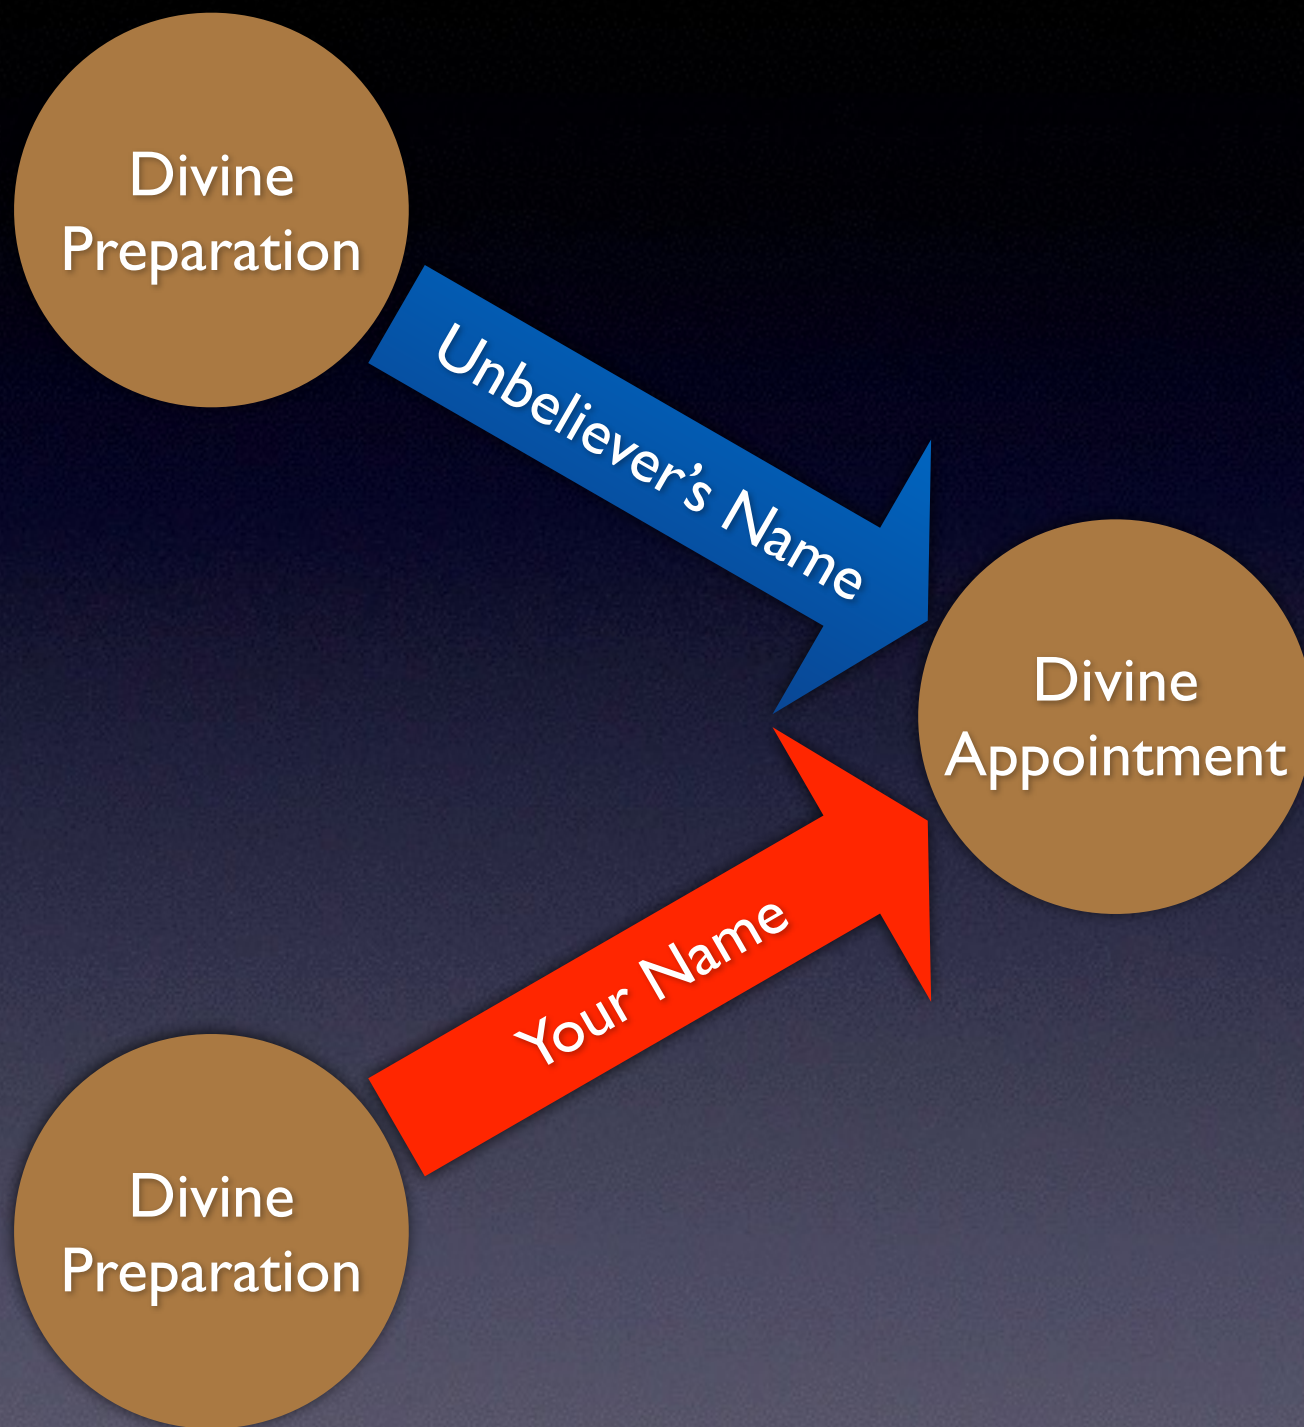 Divine
Preparation
Unbeliever’s Name
Divine
Appointment
Your Name
Divine
Preparation